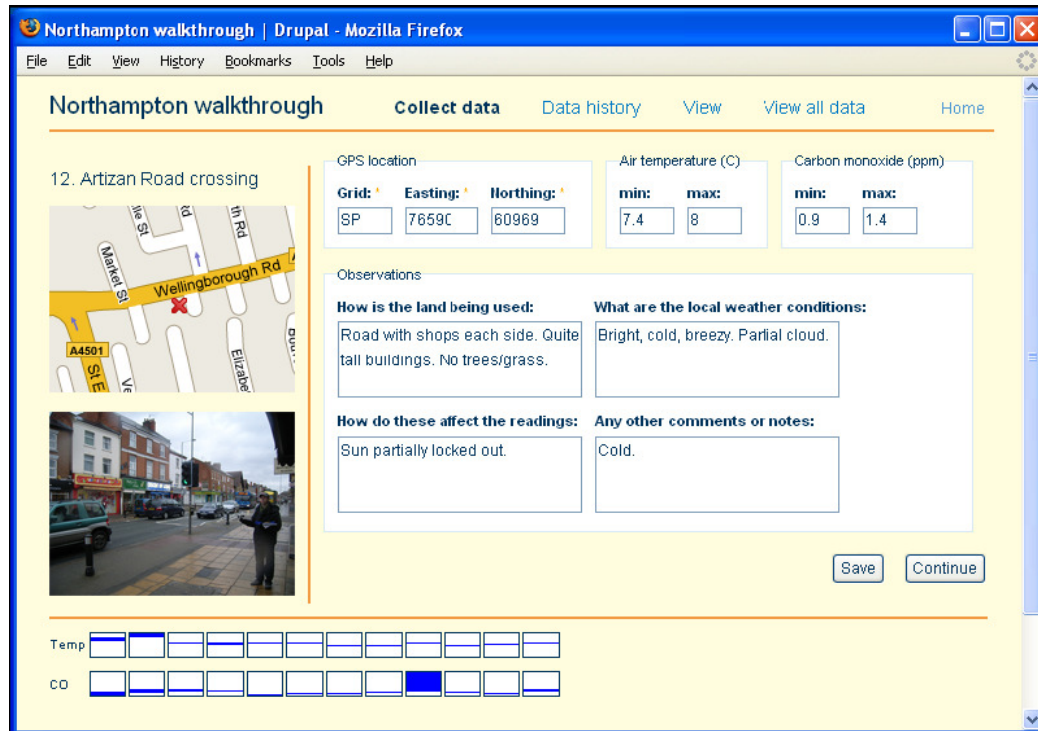 Northampton walkthrough | Drupal - Mozilla Firefox
File Edit View History Bookmarks Tools Help
Northampton walkthrough Collect data Data history View View all data Home
12. Artizan Road crossing
Market St
Wellingborough Rd
A4501
GPS location
Grid: * Easting: * Northing: *
SP 76590 60969
Air temperature (C)
min: max:
7.4 8
Carbon monoxide (ppm)
min: max:
0.9 1.4
Observations
How is the land being used:
Road with shops each side. Quite
tall buildings. No trees/grass.
What are the local weather conditions:
Bright, cold, breezy. Partial cloud.
How do these affect the readings:
Sun partially locked out.
Any other comments or notes:
Cold.
Save Continue
Temp
CO